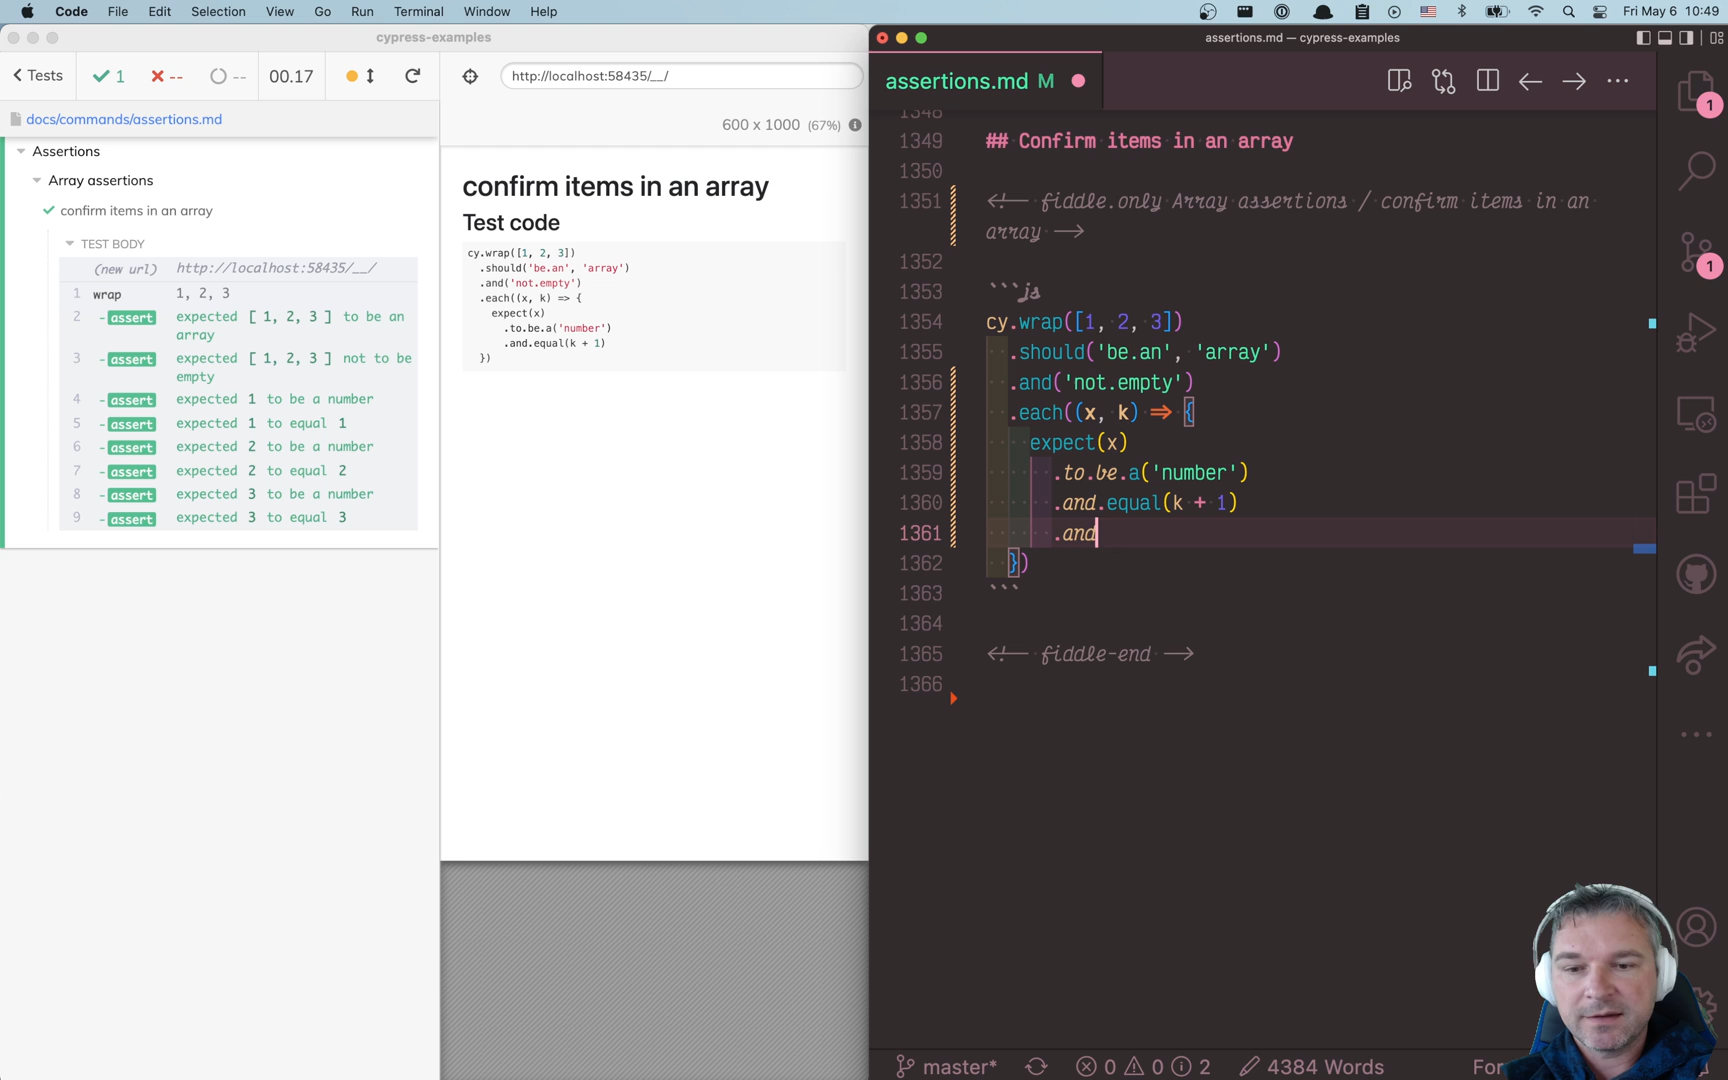 Code File Edit Selection View Go Run Terminal Window Help
Fri May 6 10:49
cypress-examples
Tests
1
--
--
00.17
docs/commands/assertions.md
Assertions
Array assertions
confirm items in an array
TEST BODY
(new url) http://localhost:58435/__/
1 wrap 1, 2, 3
2 -assert expected [ 1, 2, 3 ] to be an
array
3 -assert expected [ 1, 2, 3 ] not to be
empty
4 -assert expected 1 to be a number
5 -assert expected 1 to equal 1
6 -assert expected 2 to be a number
7 -assert expected 2 to equal 2
8 -assert expected 3 to be a number
9 -assert expected 3 to equal 3
http://localhost:58435/__/
600 x 1000 (67%)
confirm items in an array
Test code
cy.wrap([1, 2, 3])
.should('be.an', 'array')
.and('not.empty')
.each((x, k) => {
expect(x)
.to.be.a('number')
.and.equal(k + 1)
})
assertions.md — cypress-examples
assertions.md M
1348
1349 ## Confirm items in an array
1350
1351 <!-- fiddle.only Array assertions / confirm items in an
array -->
1352
1353 ```js
1354 cy.wrap([1, 2, 3])
1355 .should('be.an', 'array')
1356 .and('not.empty')
1357 .each((x, k) => {
1358 expect(x)
1359 .to.be.a('number')
1360 .and.equal(k + 1)
1361 .and
1362 })
1363 ```
1364
1365 <!-- fiddle-end -->
1366
1
1
master* 0 0 2 4384 Words For